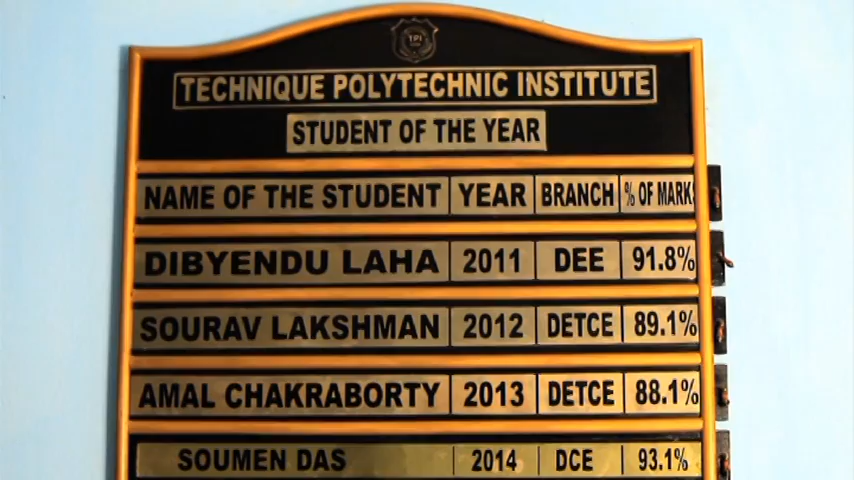 TPI
TECHNIQUE POLYTECHNIC INSTITUTE
STUDENT OF THE YEAR
NAME OF THE STUDENT YEAR BRANCH % OF MARK
DIBYENDU LAHA 2011 DEE 91.8%
SOURAV LAKSHMAN 2012 DETCE 89.1%
AMAL CHAKRABORTY 2013 DETCE 88.1%
SOUMEN DAS 2014 DCE 93.1%